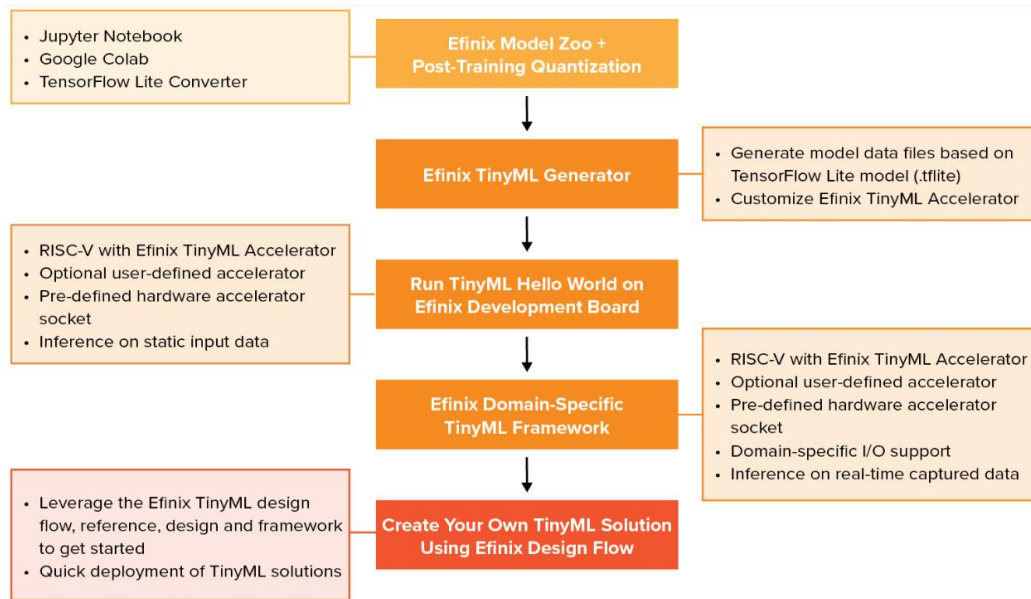 • Jupyter Notebook
• Google Colab
• TensorFlow Lite Converter
Efinix Model Zoo +
Post-Training Quantization
Efinix TinyML Generator
• Generate model data files based on
TensorFlow Lite model (.tflite)
• Customize Efinix TinyML Accelerator
• RISC-V with Efinix TinyML Accelerator
• Optional user-defined accelerator
• Pre-defined hardware accelerator
socket
• Inference on static input data
Run TinyML Hello World on
Efinix Development Board
Efinix Domain-Specific
TinyML Framework
• RISC-V with Efinix TinyML Accelerator
• Optional user-defined accelerator
• Pre-defined hardware accelerator
socket
• Domain-specific I/O support
• Inference on real-time captured data
• Leverage the Efinix TinyML design
flow, reference, design and framework
to get started
• Quick deployment of TinyML solutions
Create Your Own TinyML Solution
Using Efinix Design Flow